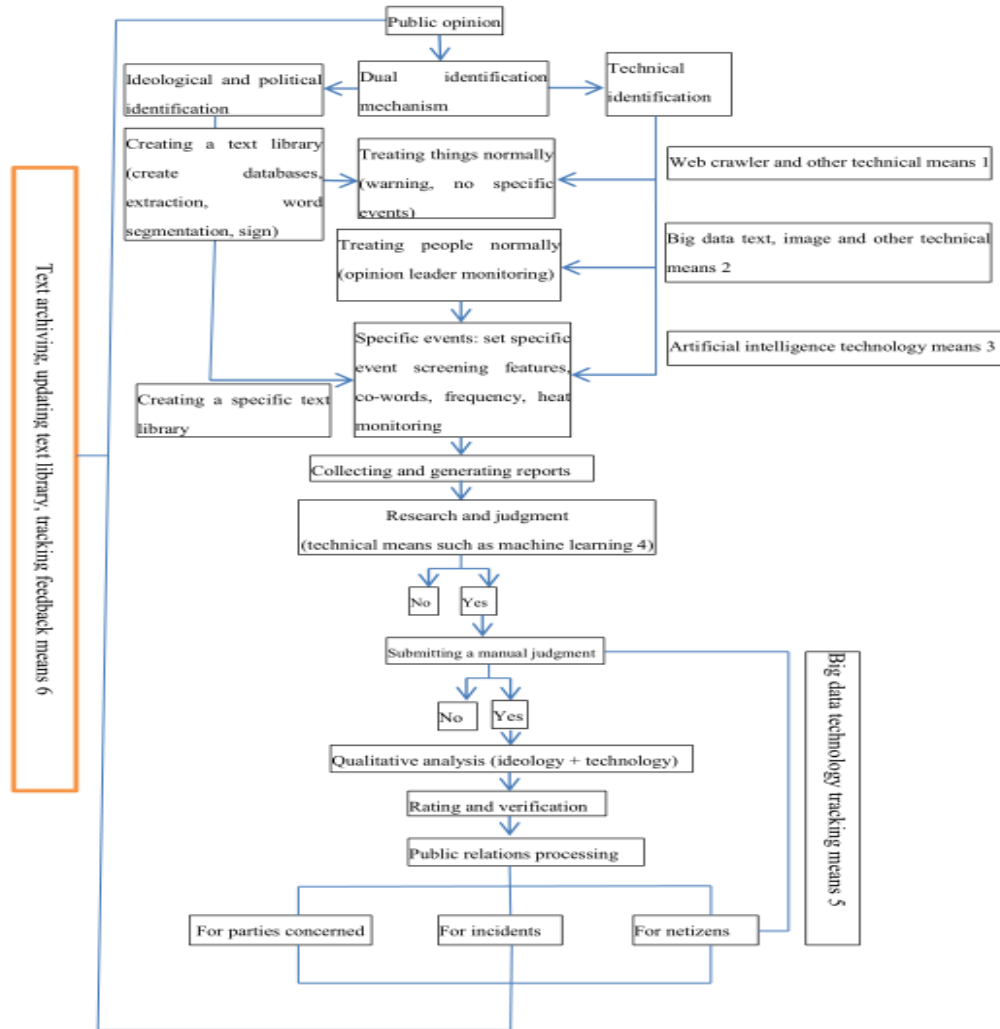 Public opinion
Ideological and political
identification
Dual identification
mechanism
Technical
identification
Creating a text library
(create databases,
extraction, word
segmentation, sign)
Treating things normally
(warning, no specific
events)
Web crawler and other technical means 1
Treating people normally
(opinion leader monitoring)
Big data text, image and other technical
means 2
Specific events: set specific
event screening features,
co-words, frequency, heat
monitoring
Artificial intelligence technology means 3
Creating a specific text
library
Collecting and generating reports
Research and judgment
(technical means such as machine learning 4)
No
Yes
Submitting a manual judgment
No
Yes
Qualitative analysis (ideology + technology)
Rating and verification
Public relations processing
For parties concerned
For incidents
For netizens
Text archiving, updating text library, tracking feedback means 6
Big data technology tracking means 5